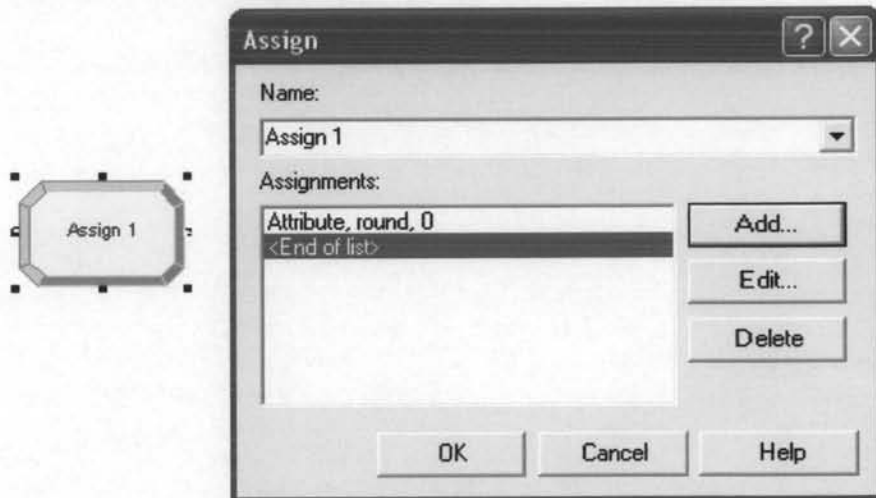 Assign
Name:
Assign 1
Assignments:
Attribute, round, 0
<End of list>
Add...
Edit...
Delete
OK
Cancel
Help
Assign 1